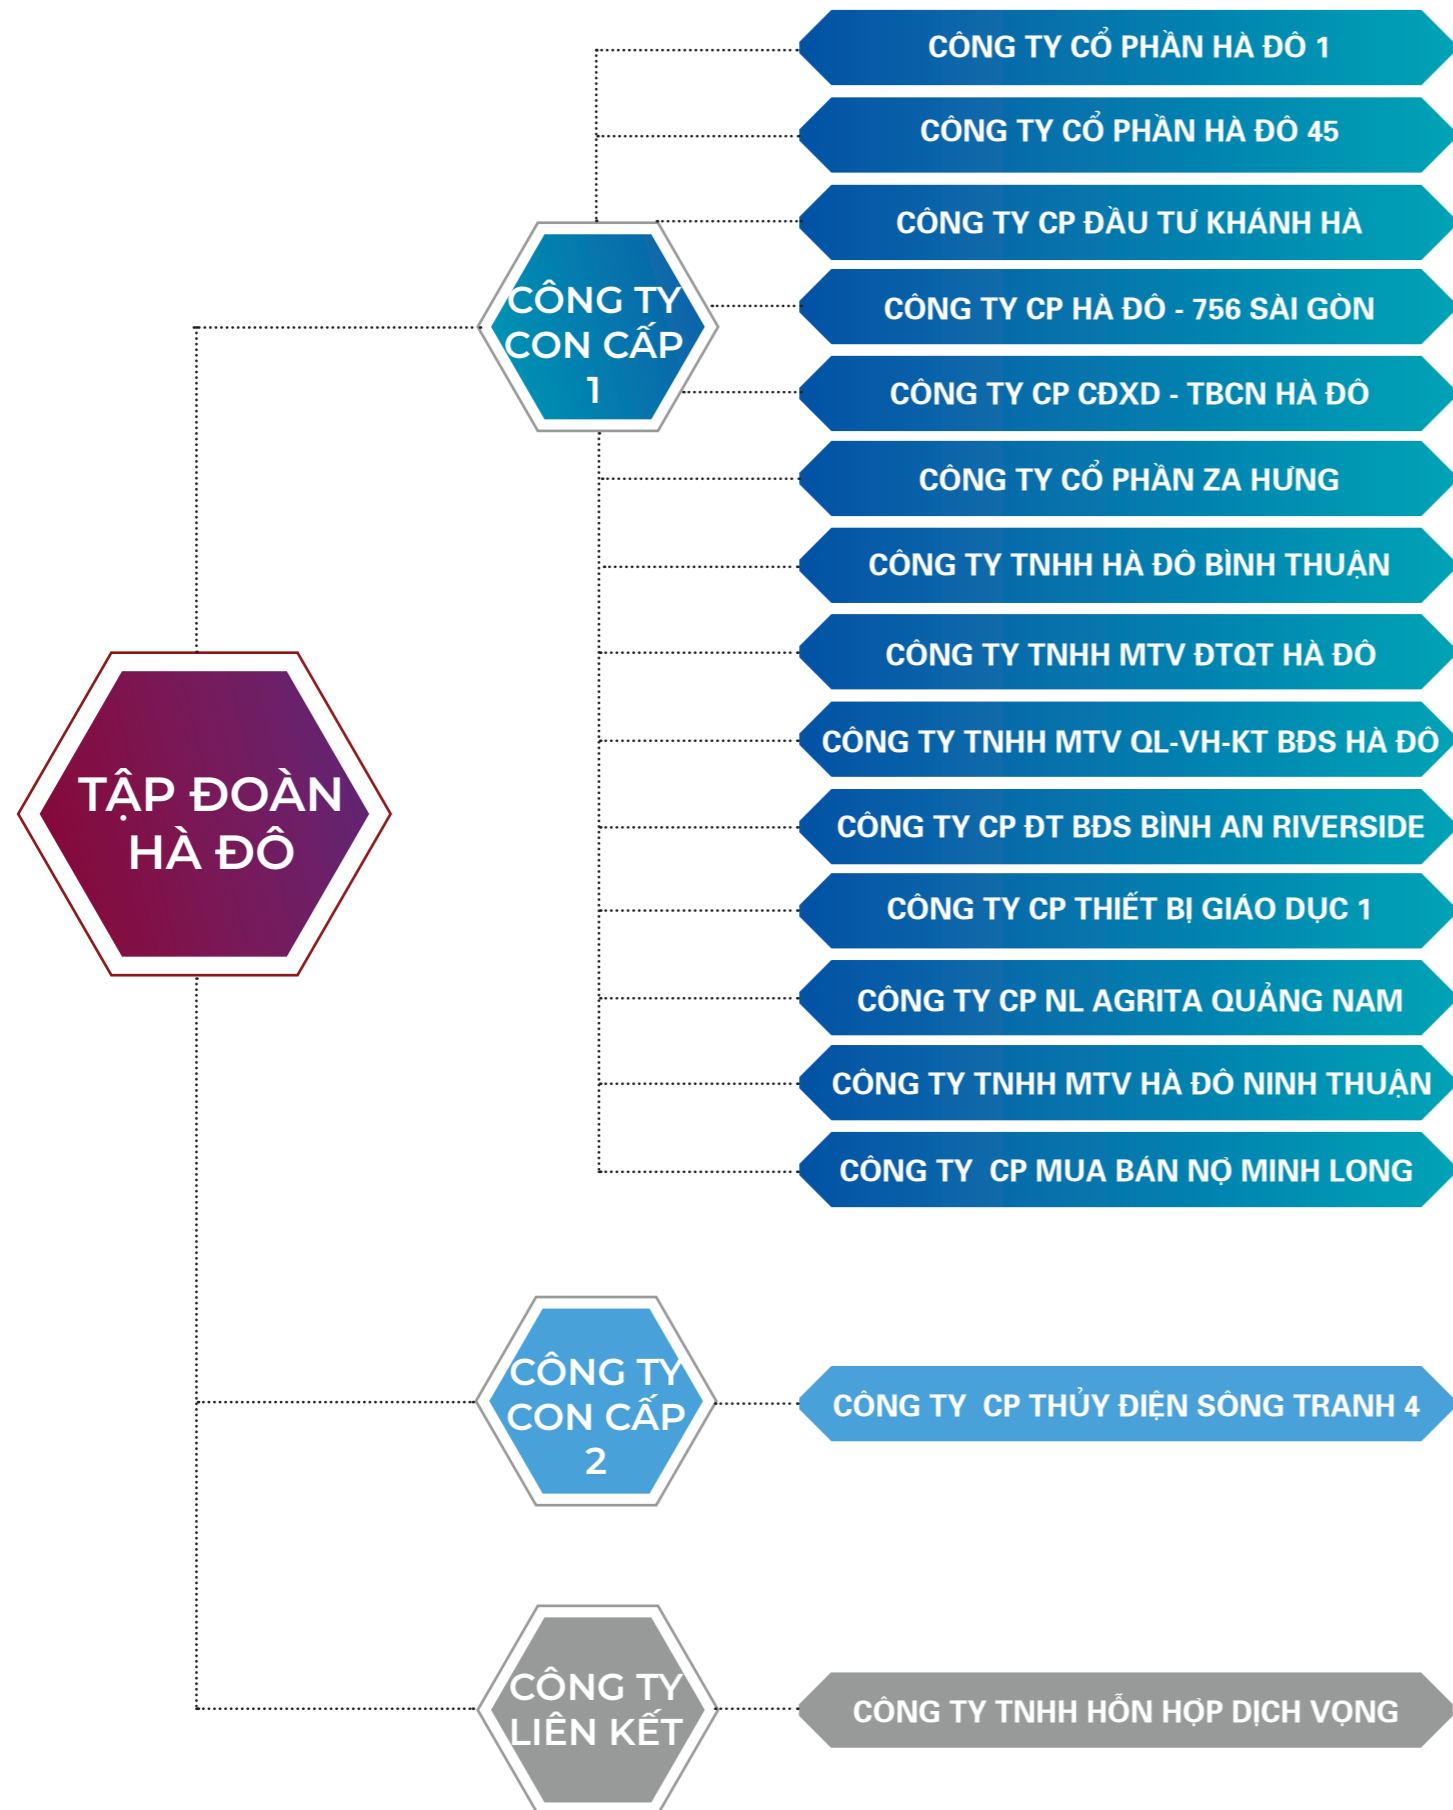 CÔNG TY CỔ PHẦN HÀ ĐÔ 1
CÔNG TY CỔ PHẦN HÀ ĐÔ 45
CÔNG TY CP ĐẦU TƯ KHÁNH HÀ
CÔNG TY CP HÀ ĐÔ - 756 SÀI GÒN
CÔNG TY CP CĐXD - TBCN HÀ ĐÔ
CÔNG TY CỔ PHẦN ZA HƯNG
CÔNG TY TNHH HÀ ĐÔ BÌNH THUẬN
CÔNG TY TNHH MTV ĐTQT HÀ ĐÔ
CÔNG TY TNHH MTV QL-VH-KT BĐS HÀ ĐÔ
CÔNG TY CP ĐT BĐS BÌNH AN RIVERSIDE
CÔNG TY CP THIẾT BỊ GIÁO DỤC 1
CÔNG TY CP NL AGRITA QUẢNG NAM
CÔNG TY TNHH MTV HÀ ĐÔ NINH THUẬN
CÔNG TY CP MUA BÁN NỢ MINH LONG
CÔNG TY
CON CẤP
1
TẬP ĐOÀN
HÀ ĐÔ
CÔNG TY
CON CẤP
2
CÔNG TY CP THỦY ĐIỆN SÔNG TRANH 4
CÔNG TY
LIÊN KẾT
CÔNG TY TNHH HỖN HỢP DỊCH VỌNG